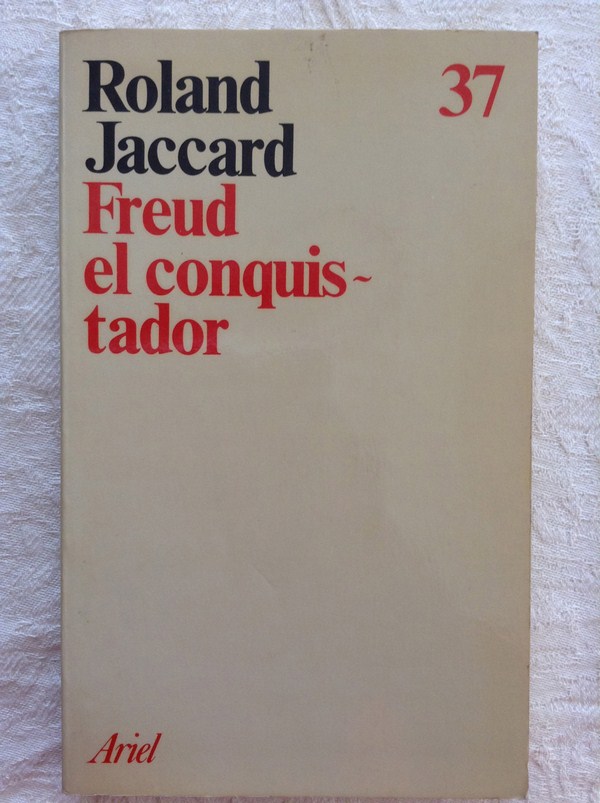 Roland
Jaccard
37
Freud
el conquis~
tador
Ariel